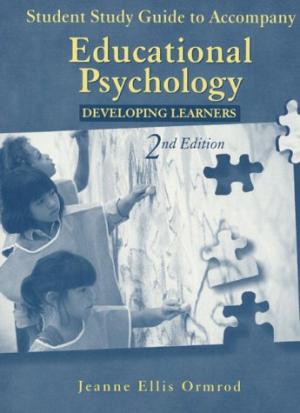 Student Study Guide to Accompany
Educational
Psychology
DEVELOPING LEARNERS
2nd Edition
Jeanne Ellis Ormrod